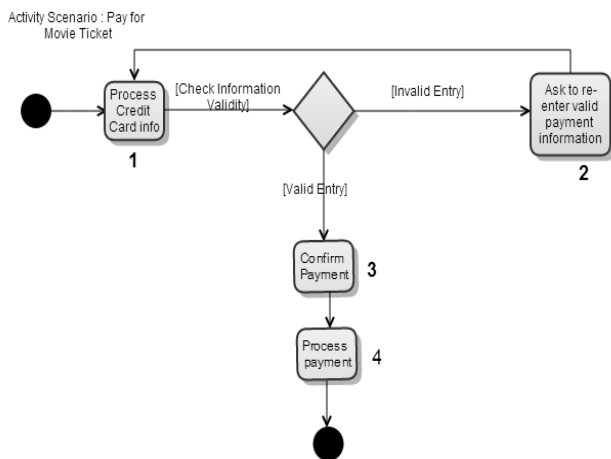 Activity Scenario : Pay for
Movie Ticket
Process
Credit
Card info
1
[Check Information
Validity]
[Invalid Entry]
Ask to re-
enter valid
payment
information
2
[Valid Entry]
Confirm
Payment
3
Process
payment
4